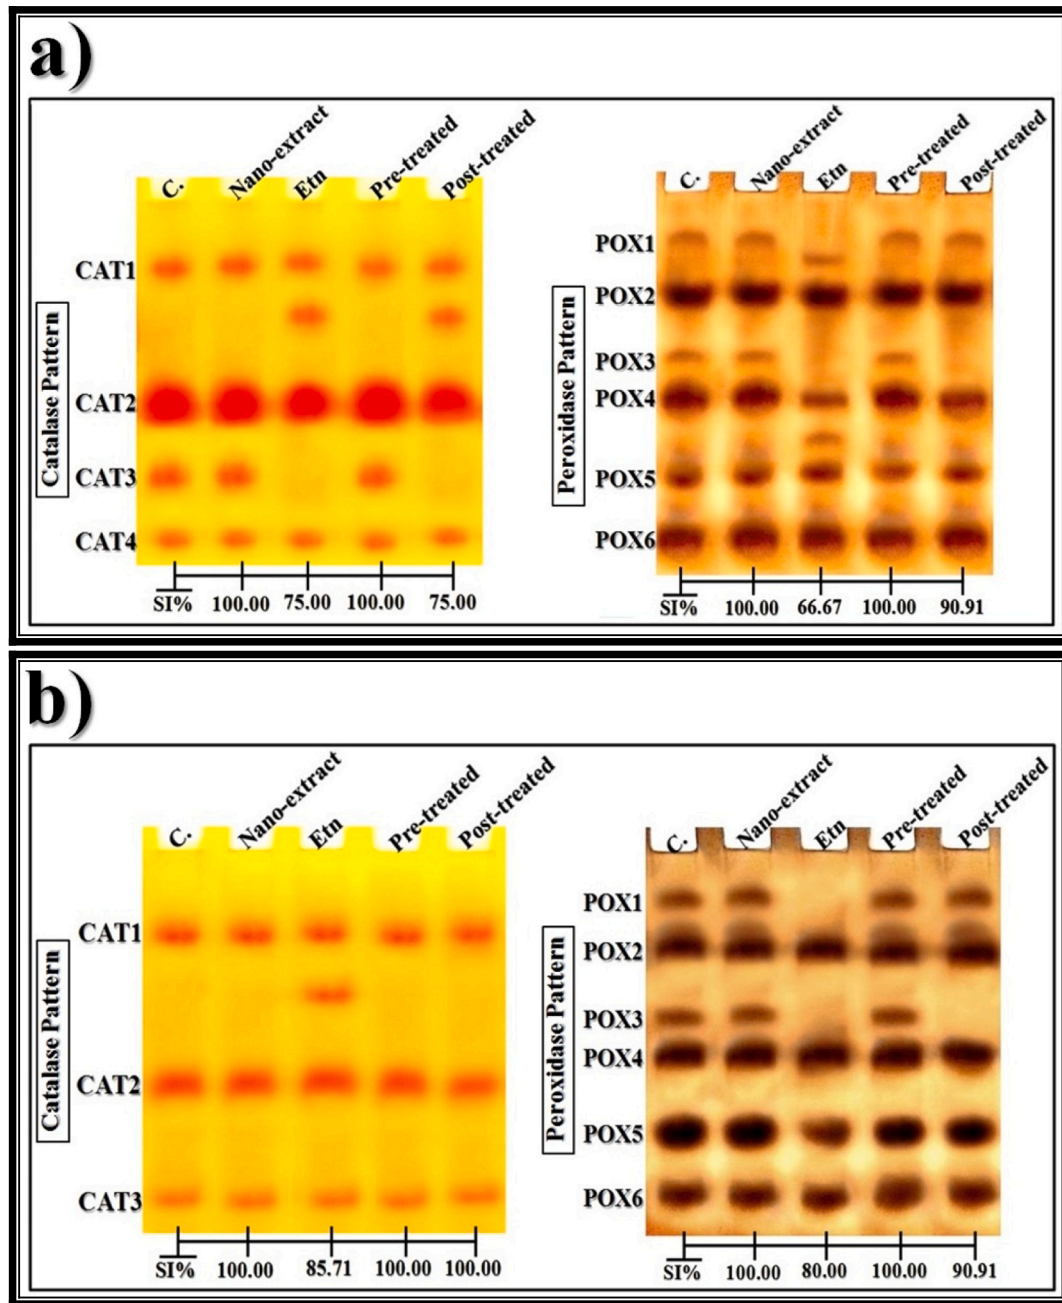 a)
C.
Nano-extract
Etn
Pre-treated
Post-treated
CAT1
CAT2
CAT3
CAT4
Catalase Pattern
SI% 100.00 75.00 100.00 75.00
C.
Nano-extract
Etn
Pre-treated
Post-treated
POX1
POX2
POX3
POX4
POX5
POX6
Peroxidase Pattern
SI% 100.00 66.67 100.00 90.91
b)
C.
Nano-extract
Etn
Pre-treated
Post-treated
CAT1
CAT2
CAT3
Catalase Pattern
SI% 100.00 85.71 100.00 100.00
C.
Nano-extract
Etn
Pre-treated
Post-treated
POX1
POX2
POX3
POX4
POX5
POX6
Peroxidase Pattern
SI% 100.00 80.00 100.00 90.91